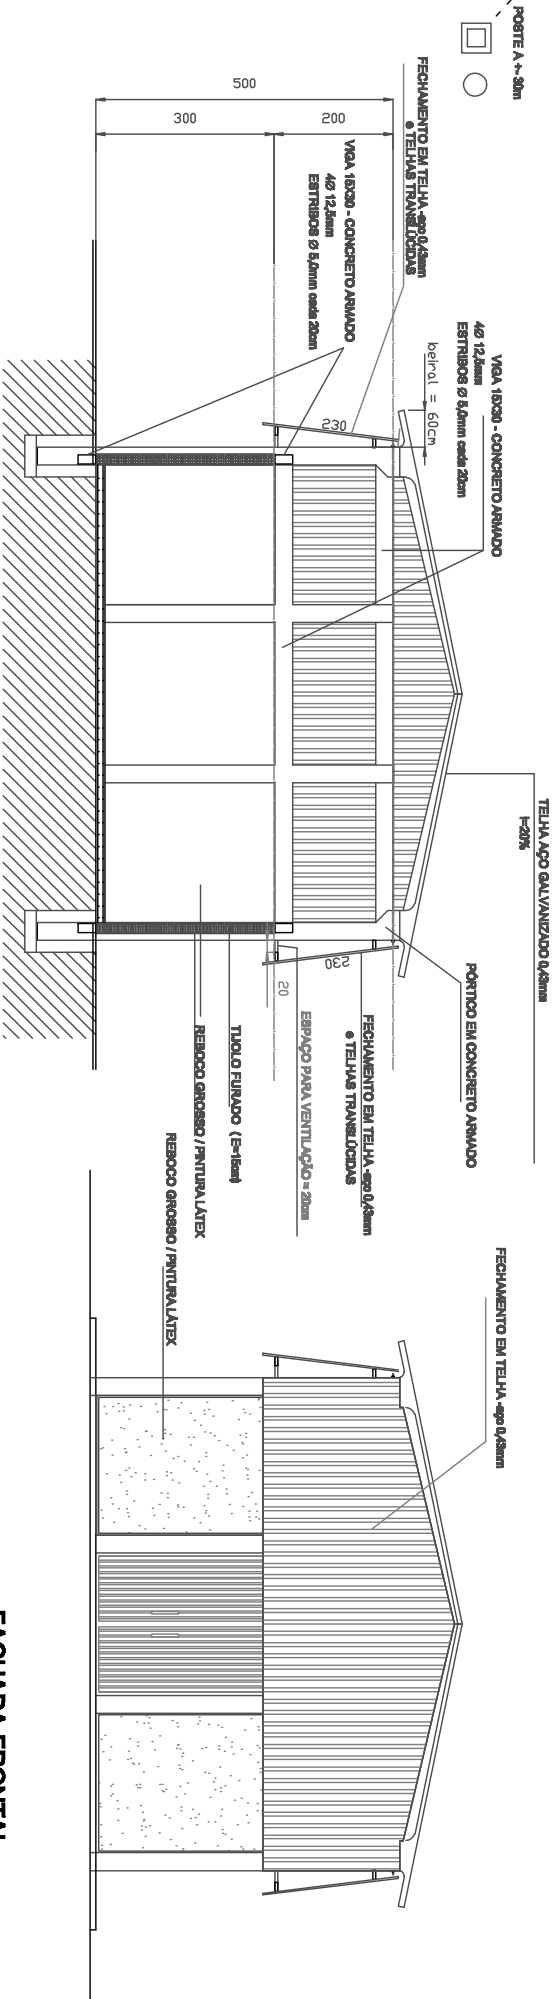 POSTE A +- 30m
500
300
200
FECHAMENTO EM TELHA -aço 0,43mm
e TELHAS TRANSLÚCIDAS
VIGA 15X30 - CONCRETO ARMADO
4Ø 12,5mm
ESTRIBOS Ø 5,0mm cada 20cm
VIGA 15X30 - CONCRETO ARMADO
4Ø 12,5mm
ESTRIBOS Ø 5,0mm cada 20cm
beiral = 60cm
230
TELHA AÇO GALVANIZADO 0,43mm
i=20%
PÓRTICO EM CONCRETO ARMADO
230
20
FECHAMENTO EM TELHA -aço 0,43mm
e TELHAS TRANSLÚCIDAS
ESPAÇO PARA VENTILAÇÃO = 20cm
TIJOLO FURADO (E=15cm)
REBOCO GROSSO / PINTURA LÁTEX
REBOCO GROSSO / PINTURA LÁTEX
FECHAMENTO EM TELHA -aço 0,43mm
FACHADA FRONTAL